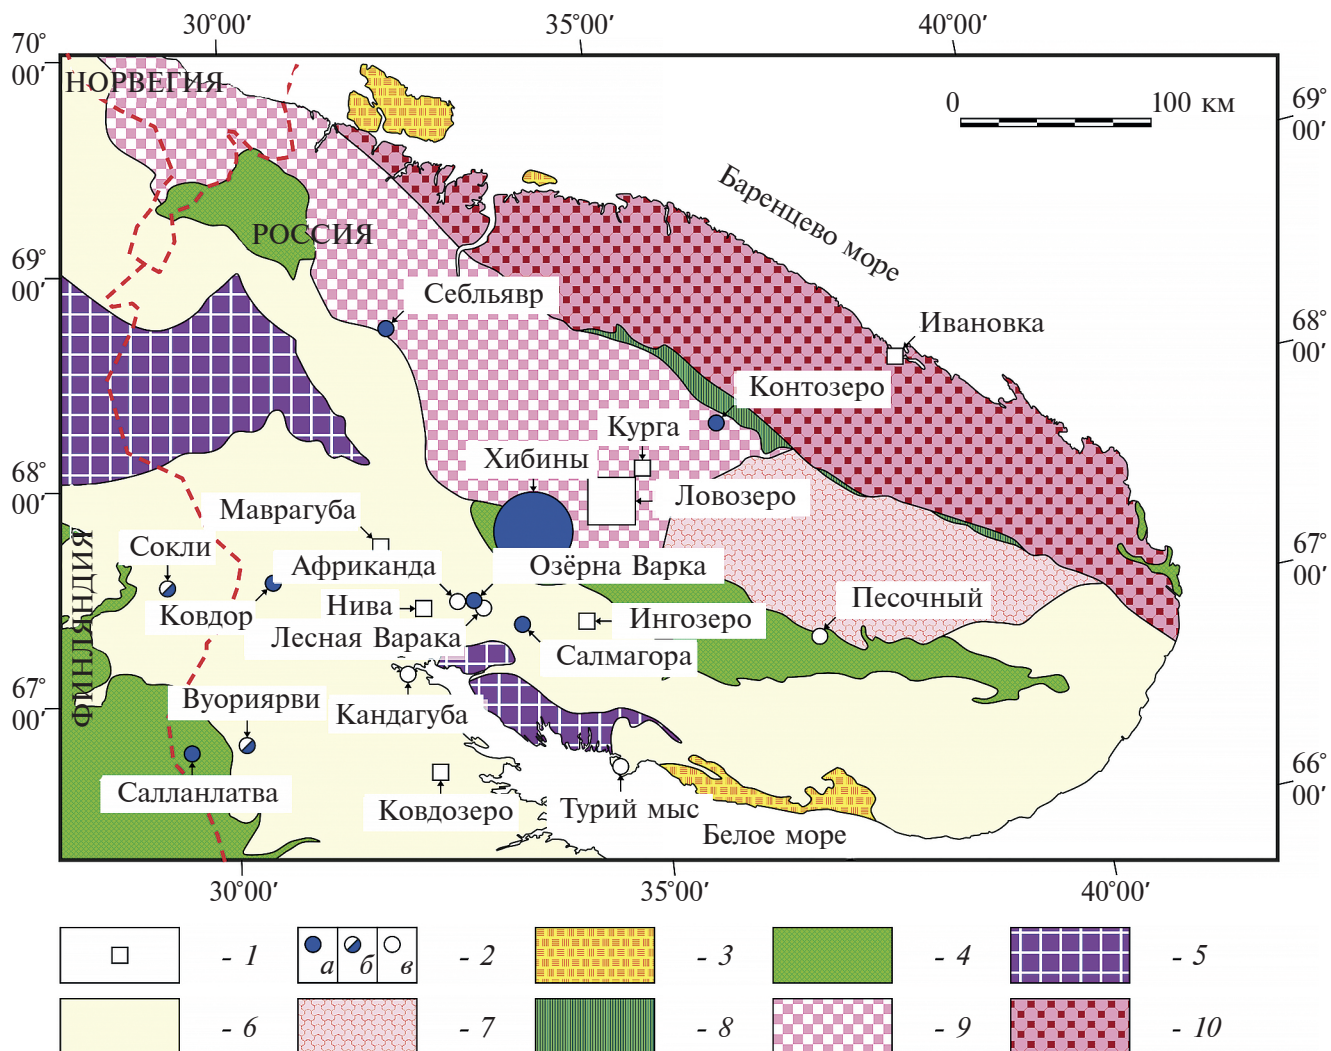 30°00′ 35°00′ 40°00′
70°
00′
НОРВЕГИЯ
0 100 км
69°
00′
Баренцево море
РОССИЯ
69°
00′
Себльявр
Ивановка
68°
00′
Контозеро
Курга
Хибины
68°
00′
Ловозеро
Маврагуба
Сокли
Африканда
Озёрна Варка
67°
00′
Ковдор
Нива
Песочный
Лесная Варака
Ингозеро
Салмагора
ФИНЛЯНДИЯ
67°
00′
Вуориярви
Кандагуба
66°
00′
Салланлатва
Ковдозеро
Турий мыс
Белое море
30°00′ 35°00′ 40°00′
- 1
а б в - 2
- 3
- 4
- 5
- 6
- 7
- 8
- 9
- 10